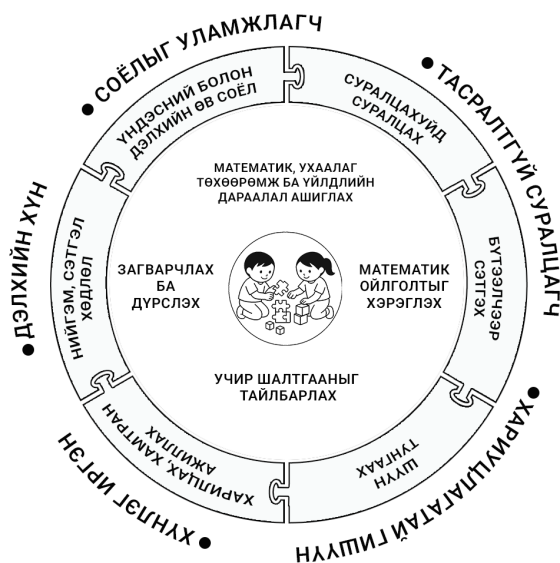 СОЁЛЫГ УЛАМЖЛАГЧ
ТАСРАЛТГҮЙ СУРАЛЦАГЧ
ХАРИУЦЛАГАТАЙ ГИШҮҮН
ХҮНЛЭГ ИРГЭН
ДЭЛХИЙН ХҮН
ҮНДЭСНИЙ БОЛОН
ДЭЛХИЙН ӨВ СОЁЛ
СУРАЛЦАХУЙД
СУРАЛЦАХ
БҮТЭЭЛЧЭЭР
СЭТГЭХ
ШҮҮН
ТУНГААХ
ХАРИЛЦАХ, ХАМТРАН
АЖИЛЛАХ
НИЙГЭМ, СЭТГЭЛ
ХӨДЛӨЛ
МАТЕМАТИК, УХААЛАГ
ТӨХӨӨРӨМЖ БА ҮЙЛДЛИЙН
ДАРААЛАЛ АШИГЛАХ
ЗАГВАРЧЛАХ
БА
ДҮРСЛЭХ
МАТЕМАТИК
ОЙЛГОЛТЫГ
ХЭРЭГЛЭХ
УЧИР ШАЛТГААНЫГ
ТАЙЛБАРЛАХ